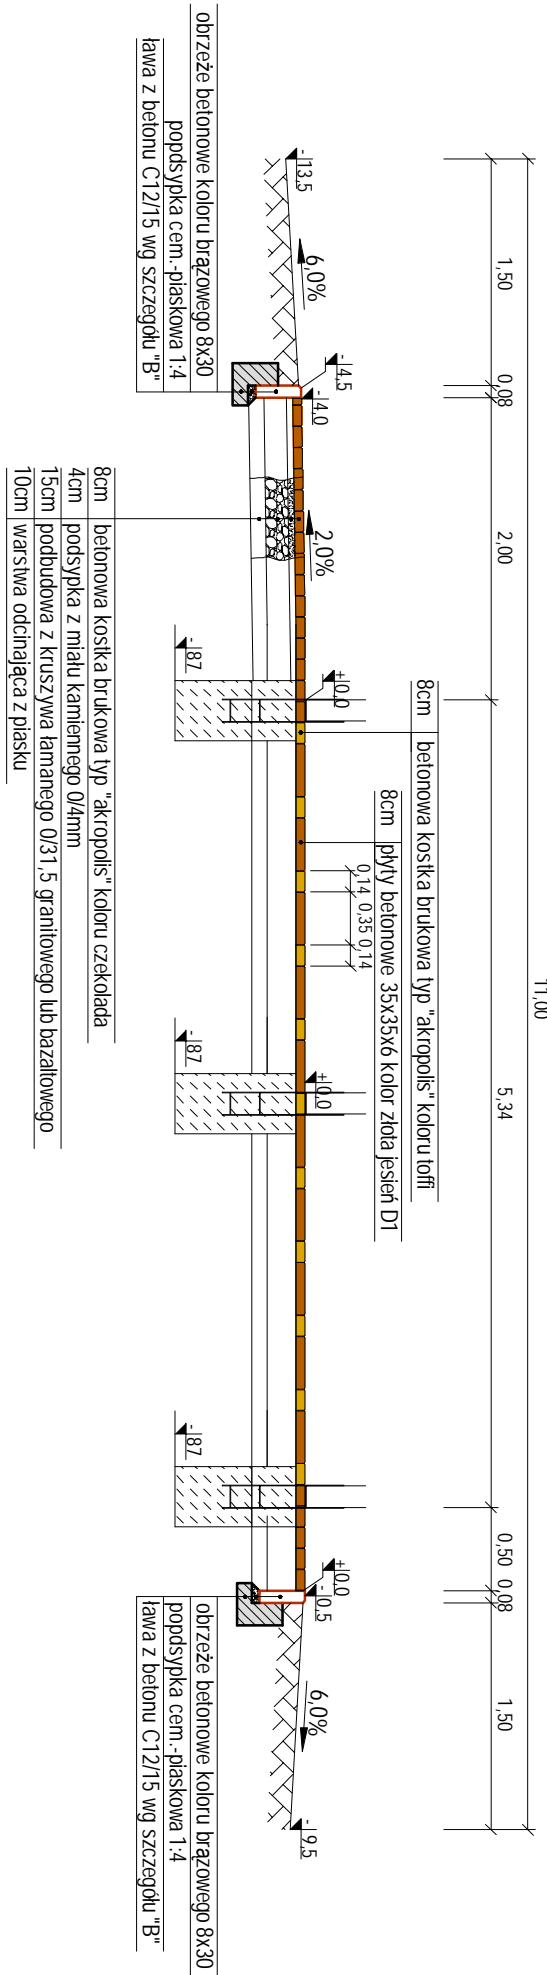 11,00
1,50
0,08
2,00
5,34
0,50
0,08
1,50
8cm betonowa kostka brukowa typ "akropolis" koloru toffi
8cm płyty betonowe 35x35x6 kolor złota jesień D1
0,14
0,35
0,14
- 13,5
6,0%
- 4,5
- 4,0
2,0%
+0,0
+0,0
+0,0
- 0,5
6,0%
- 9,5
- 87
- 87
- 87
obrzeże betonowe koloru brązowego 8x30
popdsypka cem.-piaskowa 1:4
ława z betonu C12/15 wg szczegółu "B"
8cm betonowa kostka brukowa typ "akropolis" koloru czekolada
4cm podsypka z miału kamiennego 0/4mm
15cm podbudowa z kruszywa łamanego 0/31,5 granitowego lub bazaltowego
10cm warstwa odcinająca z piasku
obrzeże betonowe koloru brązowego 8x30
popdsypka cem.-piaskowa 1:4
ława z betonu C12/15 wg szczegółu "B"